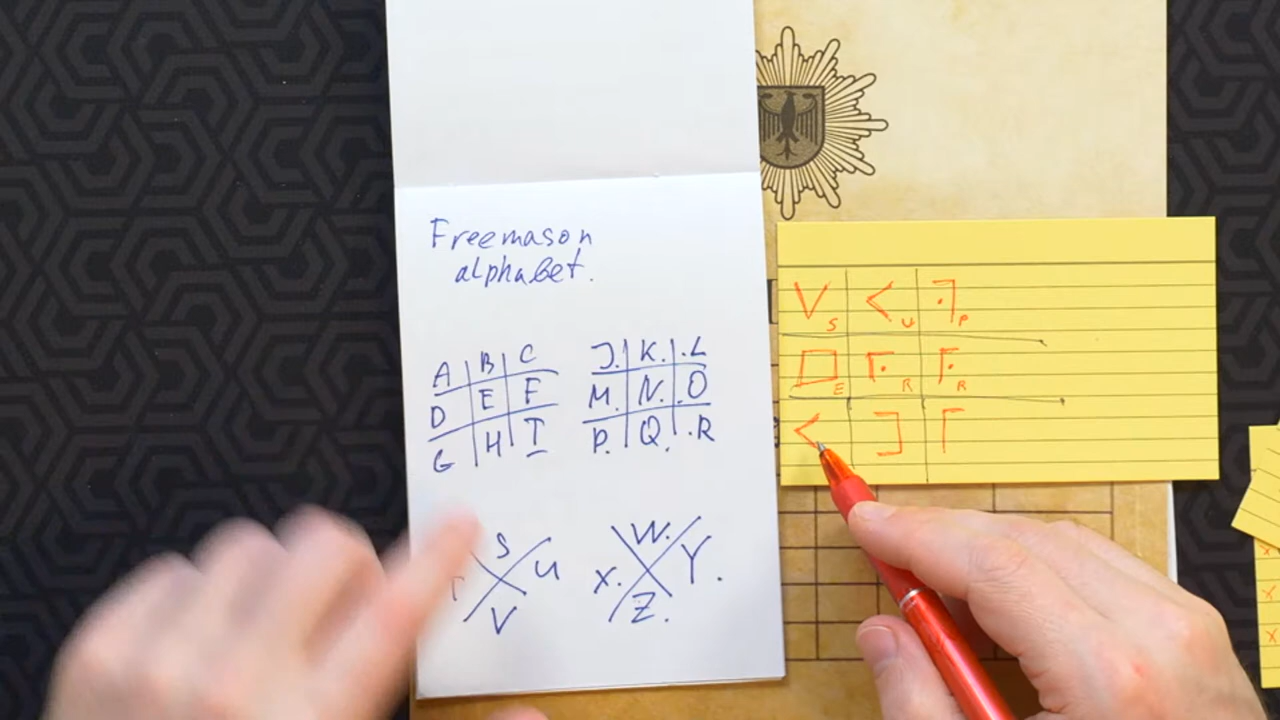 Freemason
alphabet.
A B C
D E F
G H I
J. K. .L
M. N. .O
P. Q. .R
S
U
V
W.
X. Y.
Z.
S U P
E R R